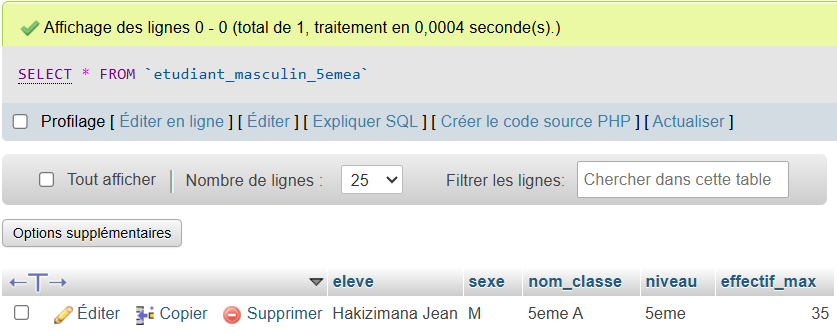 Affichage des lignes 0 - 0 (total de 1, traitement en 0,0004 seconde(s).)
SELECT * FROM `etudiant_masculin_5emea`
Profilage [ Éditer en ligne ] [ Éditer ] [ Expliquer SQL ] [ Créer le code source PHP ] [ Actualiser ]
Tout afficher Nombre de lignes : 25 Filtrer les lignes: Chercher dans cette table
Options supplémentaires
←T→ eleve sexe nom_classe niveau effectif_max
Éditer Copier Supprimer Hakizimana Jean M 5eme A 5eme 35